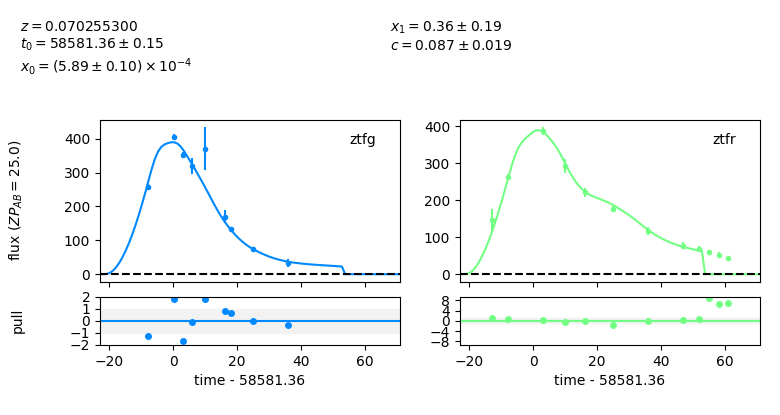 z = 0.070255300
t₀ = 58581.36 ± 0.15
x₀ = (5.89 ± 0.10) × 10⁻⁴
x₁ = 0.36 ± 0.19
c = 0.087 ± 0.019
flux (ZP_AB = 25.0)
ztfg
400
300
200
100
0
ztfr
400
300
200
100
0
pull
2
1
0
−1
−2
−20 0 20 40 60
time - 58581.36
8
4
0
−4
−8
−20 0 20 40 60
time - 58581.36